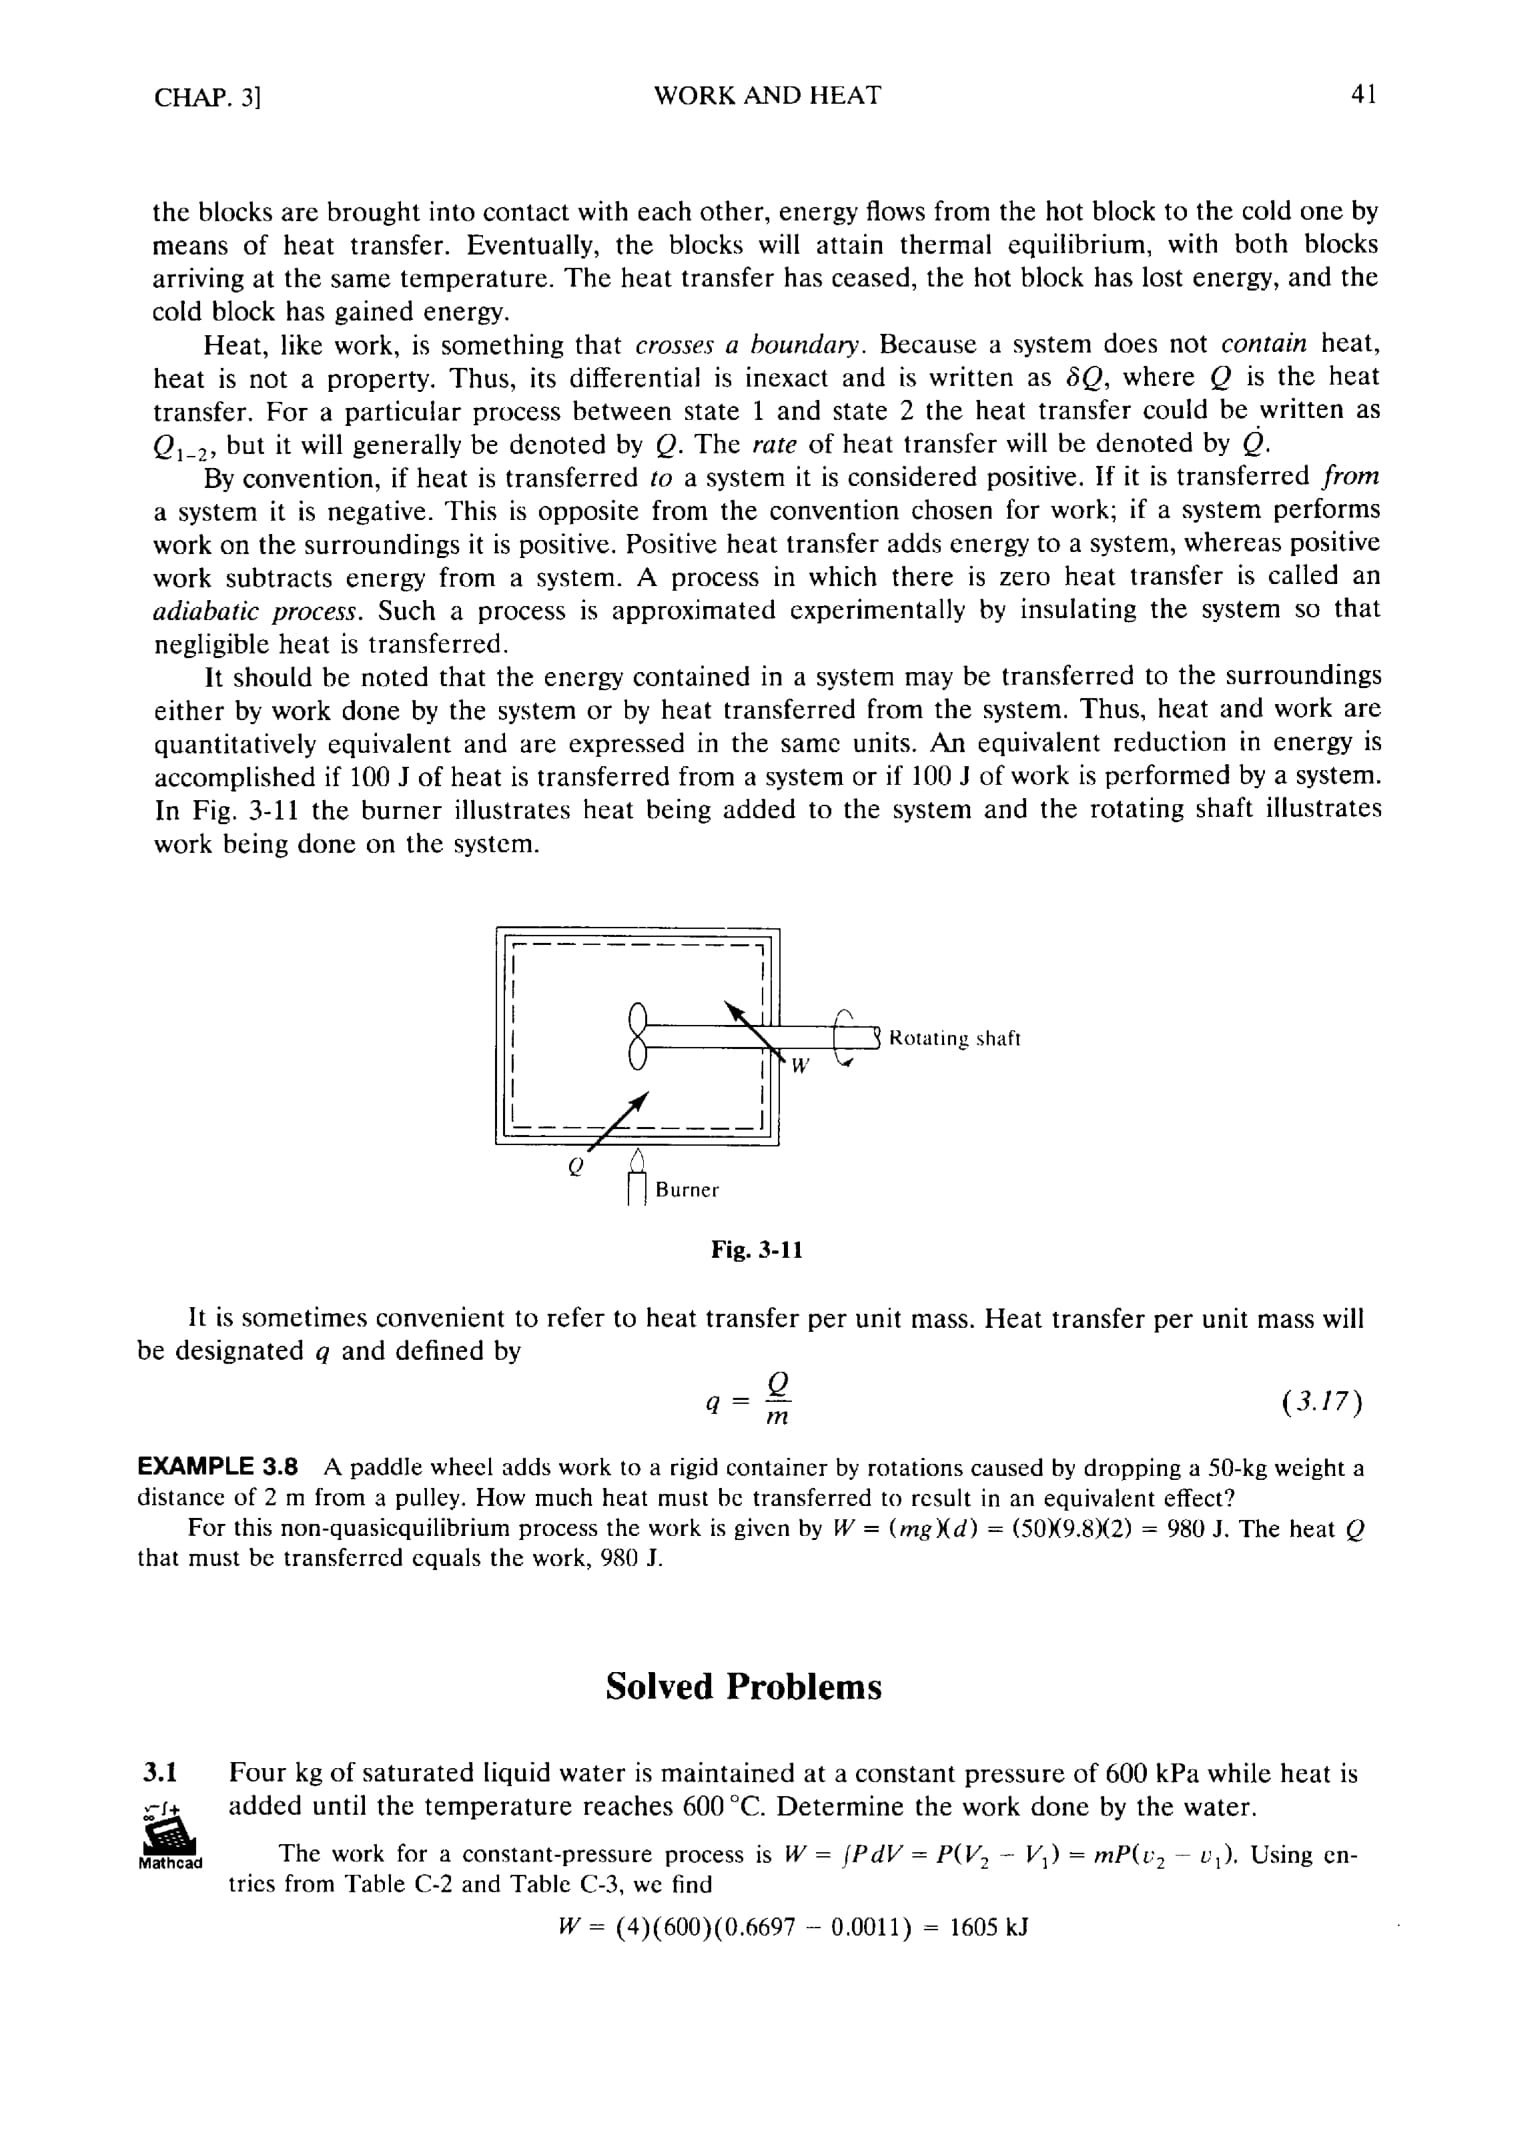 CHAP. 3]
WORK AND HEAT
41
the blocks are brought into contact with each other, energy flows from the hot block to the cold one by
means of heat transfer. Eventually, the blocks will attain thermal equilibrium, with both blocks
arriving at the same temperature. The heat transfer has ceased, the hot block has lost energy, and the
cold block has gained energy.
Heat, like work, is something that crosses a boundary. Because a system does not contain heat,
heat is not a property. Thus, its differential is inexact and is written as δQ, where Q is the heat
transfer. For a particular process between state 1 and state 2 the heat transfer could be written as
Q₁₋₂, but it will generally be denoted by Q. The rate of heat transfer will be denoted by Q̇.
By convention, if heat is transferred to a system it is considered positive. If it is transferred from
a system it is negative. This is opposite from the convention chosen for work; if a system performs
work on the surroundings it is positive. Positive heat transfer adds energy to a system, whereas positive
work subtracts energy from a system. A process in which there is zero heat transfer is called an
adiabatic process. Such a process is approximated experimentally by insulating the system so that
negligible heat is transferred.
It should be noted that the energy contained in a system may be transferred to the surroundings
either by work done by the system or by heat transferred from the system. Thus, heat and work are
quantitatively equivalent and are expressed in the same units. An equivalent reduction in energy is
accomplished if 100 J of heat is transferred from a system or if 100 J of work is performed by a system.
In Fig. 3-11 the burner illustrates heat being added to the system and the rotating shaft illustrates
work being done on the system.
Rotating shaft
W
Q
Burner
Fig. 3-11
It is sometimes convenient to refer to heat transfer per unit mass. Heat transfer per unit mass will
be designated q and defined by
q = Q/m (3.17)
EXAMPLE 3.8 A paddle wheel adds work to a rigid container by rotations caused by dropping a 50-kg weight a
distance of 2 m from a pulley. How much heat must be transferred to result in an equivalent effect?
For this non-quasiequilibrium process the work is given by W = (mg)(d) = (50)(9.8)(2) = 980 J. The heat Q
that must be transferred equals the work, 980 J.
Solved Problems
3.1 Four kg of saturated liquid water is maintained at a constant pressure of 600 kPa while heat is
added until the temperature reaches 600 °C. Determine the work done by the water.
Mathcad
The work for a constant-pressure process is W = ∫P dV = P(V₂ − V₁) = mP(v₂ − v₁). Using en-
tries from Table C-2 and Table C-3, we find
W = (4)(600)(0.6697 − 0.0011) = 1605 kJ